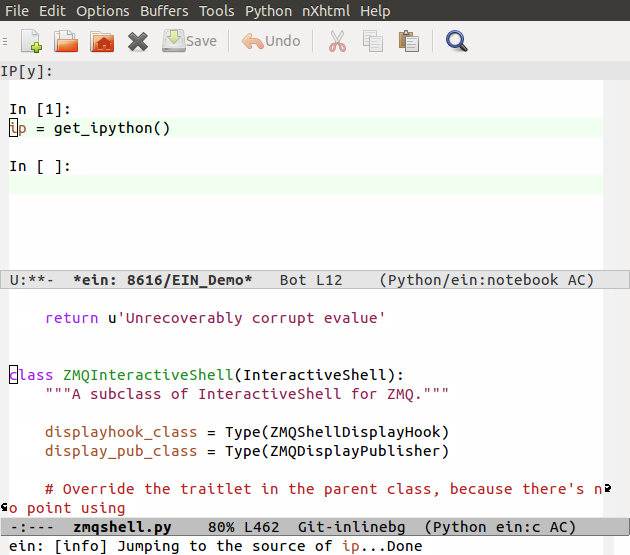 File Edit Options Buffers Tools Python nXhtml Help
Save Undo
IP[y]:
In [1]:
ip = get_ipython()
In [ ]:
U:**-  *ein: 8616/EIN_Demo*   Bot L12    (Python/ein:notebook AC)
return u'Unrecoverably corrupt evalue'
class ZMQInteractiveShell(InteractiveShell):
"""A subclass of InteractiveShell for ZMQ."""
displayhook_class = Type(ZMQShellDisplayHook)
display_pub_class = Type(ZMQDisplayPublisher)
# Override the traitlet in the parent class, because there's n
o point using
-:---  zmqshell.py    80% L462  Git-inlinebg  (Python ein:c AC)
ein: [info] Jumping to the source of ip...Done